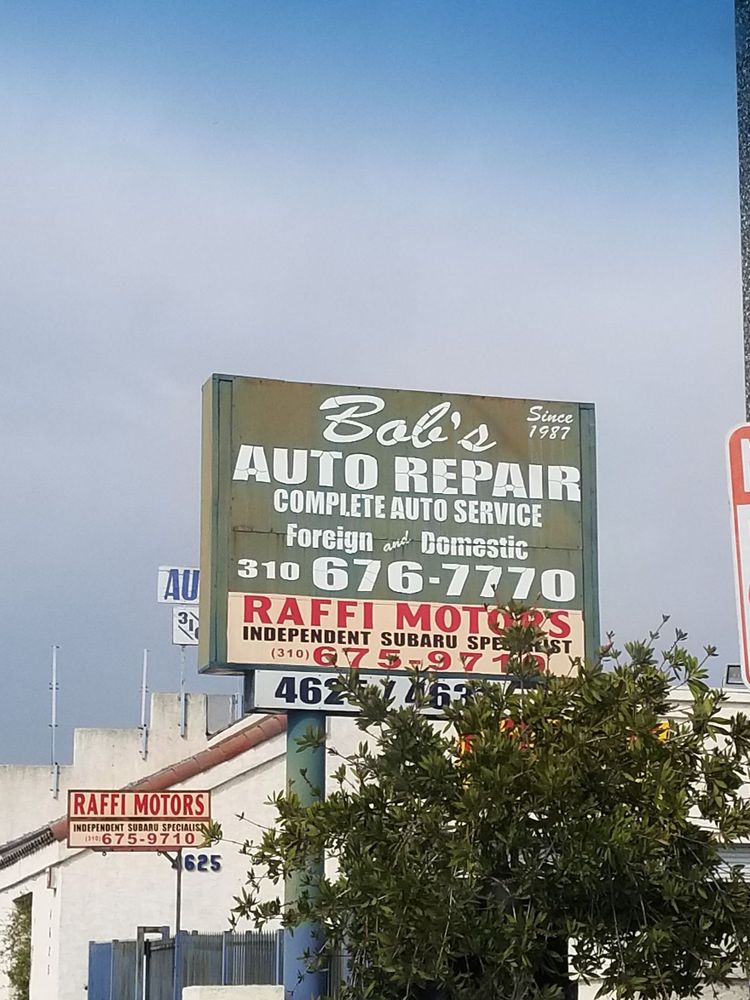 Bob's
Since
1987
AUTO REPAIR
COMPLETE AUTO SERVICE
Foreign and Domestic
310 676-7770
RAFFI MOTORS
INDEPENDENT SUBARU SPECIALIST
(310) 675-9710
AU
RAFFI MOTORS
INDEPENDENT SUBARU SPECIALIST
(310) 675-9710